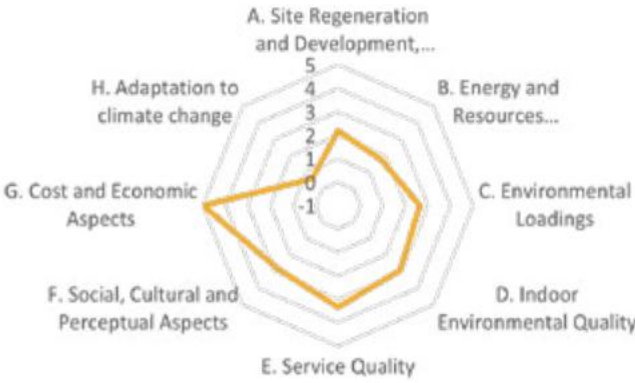 A. Site Regeneration
and Development,...
5
4
3
2
1
0
-1
B. Energy and
Resources...
C. Environmental
Loadings
D. Indoor
Environmental Quality
E. Service Quality
F. Social, Cultural and
Perceptual Aspects
G. Cost and Economic
Aspects
H. Adaptation to
climate change